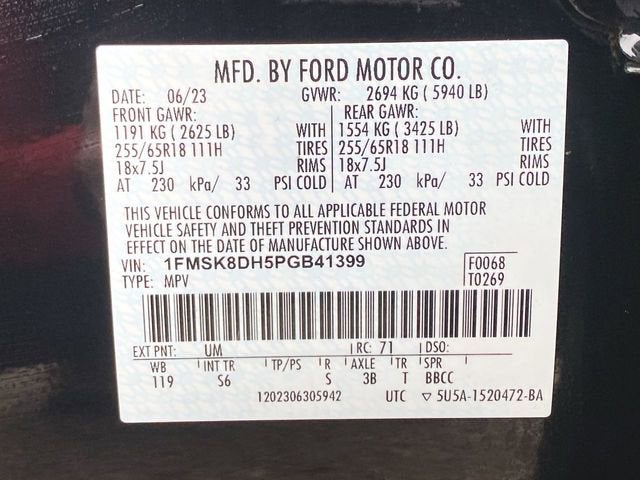 MFD. BY FORD MOTOR CO.
DATE: 06/23 GVWR: 2694 KG ( 5940 LB)
FRONT GAWR: REAR GAWR:
1191 KG ( 2625 LB) WITH 1554 KG ( 3425 LB) WITH
255/65R18 111H TIRES 255/65R18 111H TIRES
18x7.5J RIMS 18x7.5J RIMS
AT 230 kPa/ 33 PSI COLD AT 230 kPa/ 33 PSI COLD
THIS VEHICLE CONFORMS TO ALL APPLICABLE FEDERAL MOTOR
VEHICLE SAFETY AND THEFT PREVENTION STANDARDS IN
EFFECT ON THE DATE OF MANUFACTURE SHOWN ABOVE.
VIN: 1FMSK8DH5PGB41399 F0068
TYPE: MPV T0269
EXT PNT: UM RC: 71 DSO:
WB INT TR TP/PS R AXLE TR SPR
119 S6 S 3B T BBCC
1202306305942 UTC ▽ 5U5A-1520472-BA